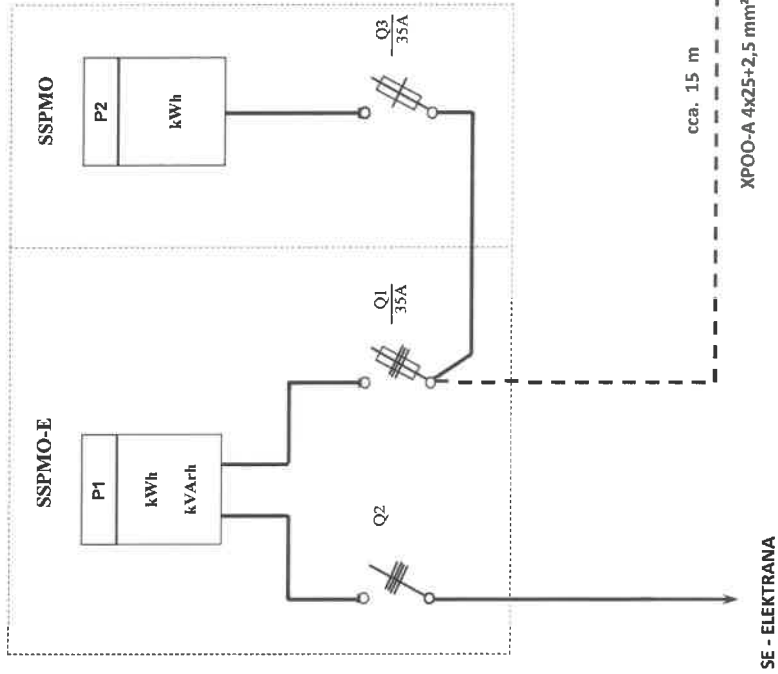 SSPMO-E
P1
kWh
kVArh
Q2
Q1
35A
SSPMO
P2
kWh
Q3
35A
cca. 15 m
XPOO-A 4x25+2,5 mm²
SE - ELEKTRANA